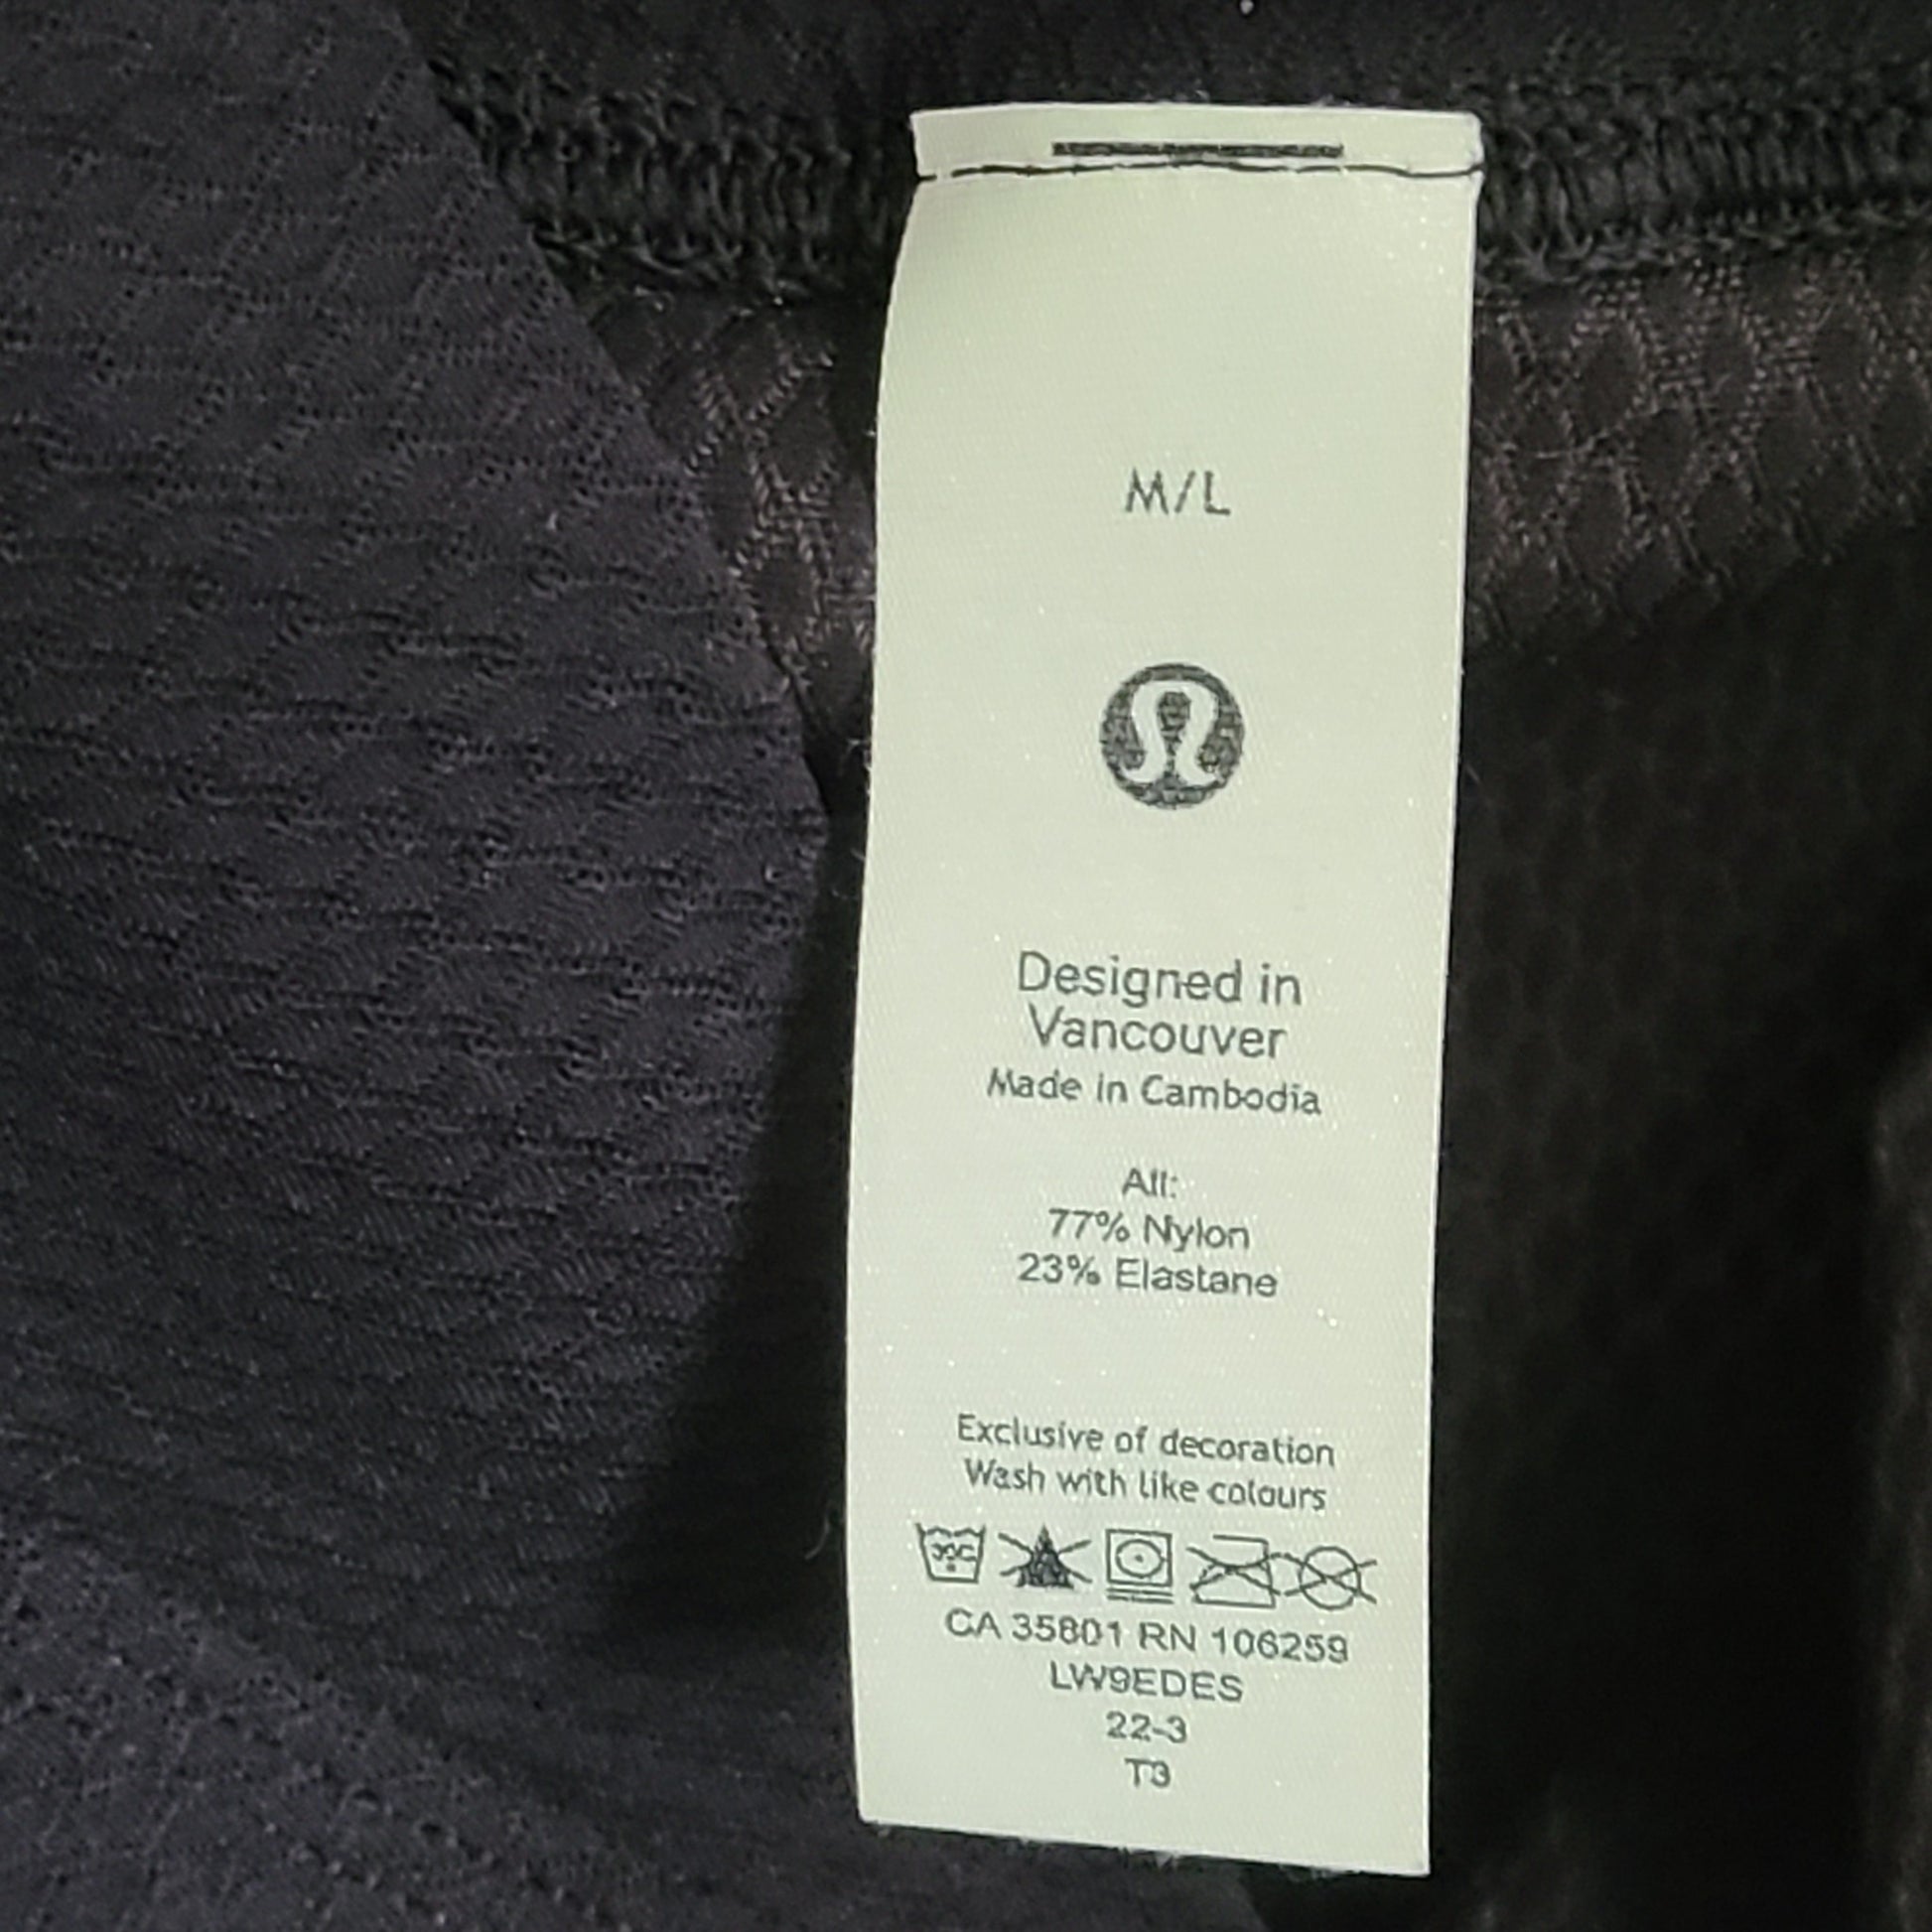 M/L
Designed in
Vancouver
Made in Cambodia
All:
77% Nylon
23% Elastane
Exclusive of decoration
Wash with like colours
30C
CA 35801 RN 106259
LW9EDES
22-3
T3